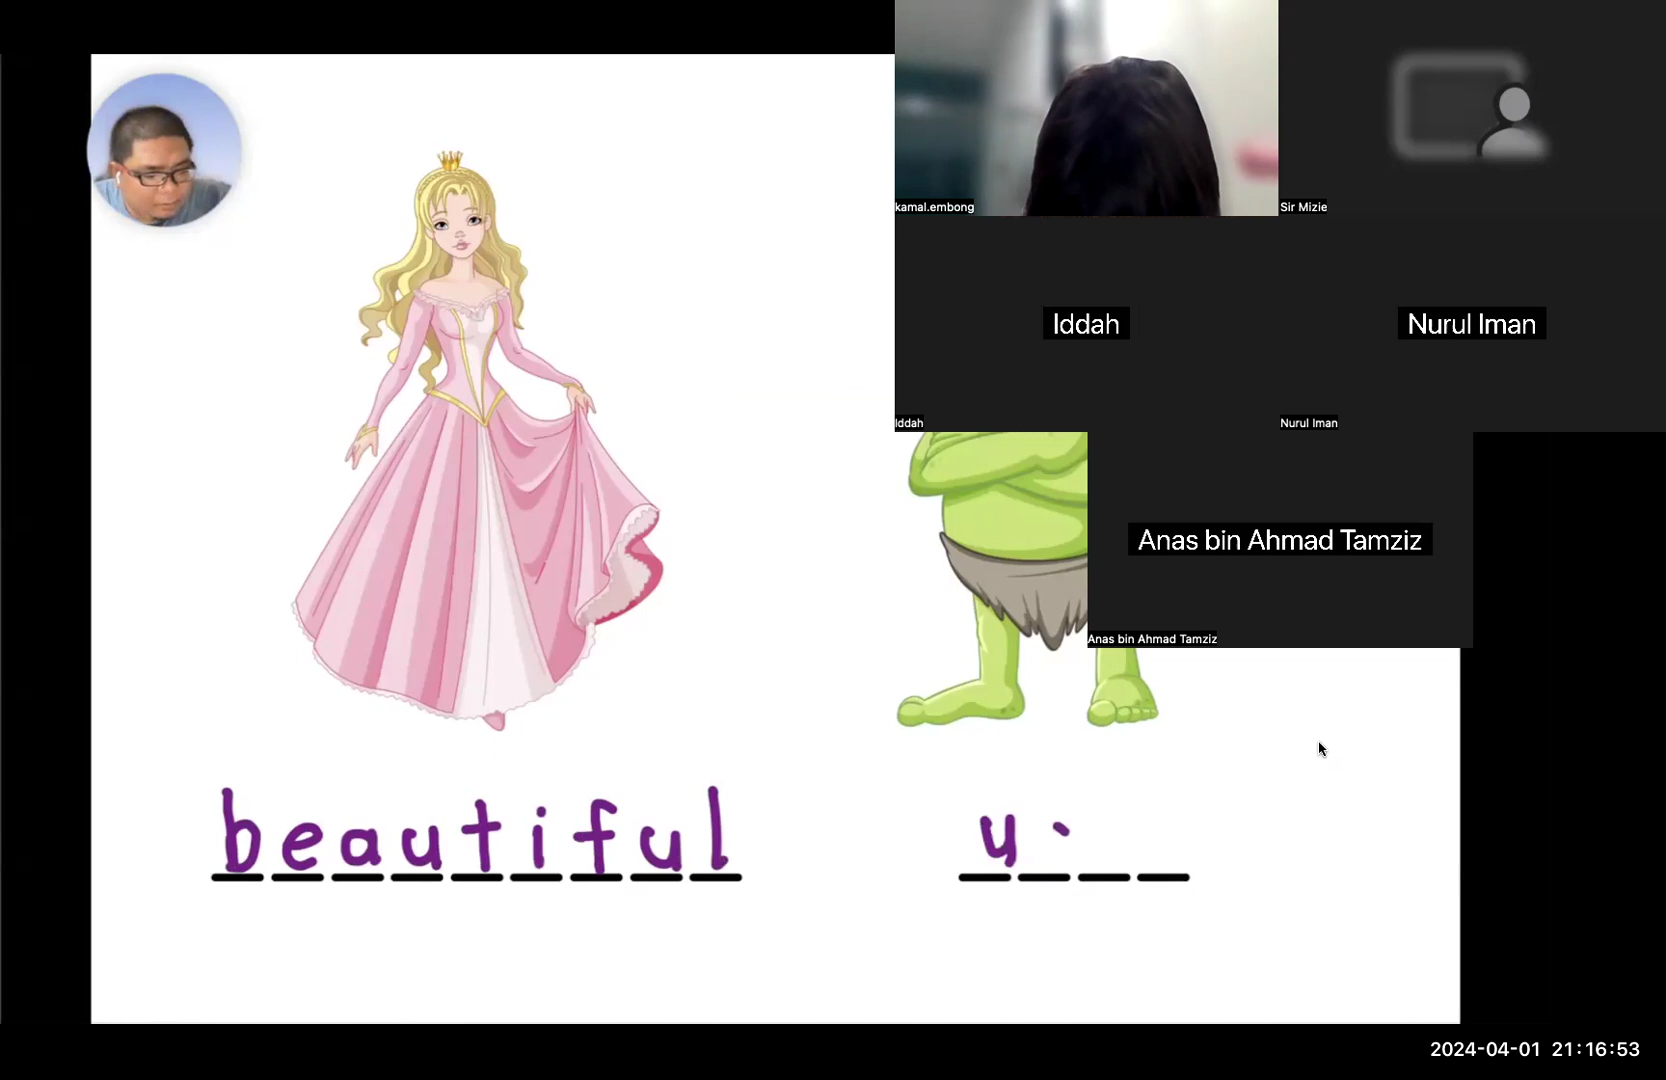 kamal.embong
Sir Mizie
Iddah
Nurul Iman
Iddah
Nurul Iman
Anas bin Ahmad Tamziz
Anas bin Ahmad Tamziz
beautiful
u
2024-04-01 21:16:53